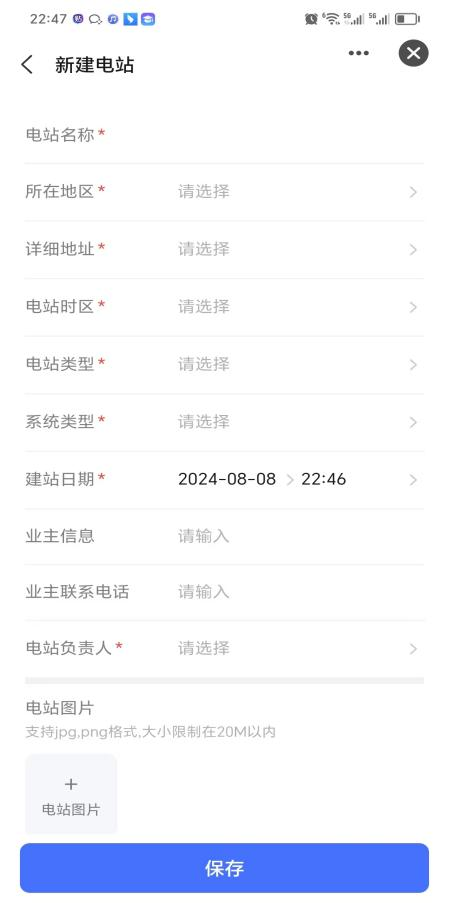 22:47
新建电站
电站名称*
所在地区* 请选择
详细地址* 请选择
电站时区* 请选择
电站类型* 请选择
系统类型* 请选择
建站日期* 2024-08-08 22:46
业主信息 请输入
业主联系电话 请输入
电站负责人* 请选择
电站图片
支持jpg,png格式,大小限制在20M以内
+
电站图片
保存